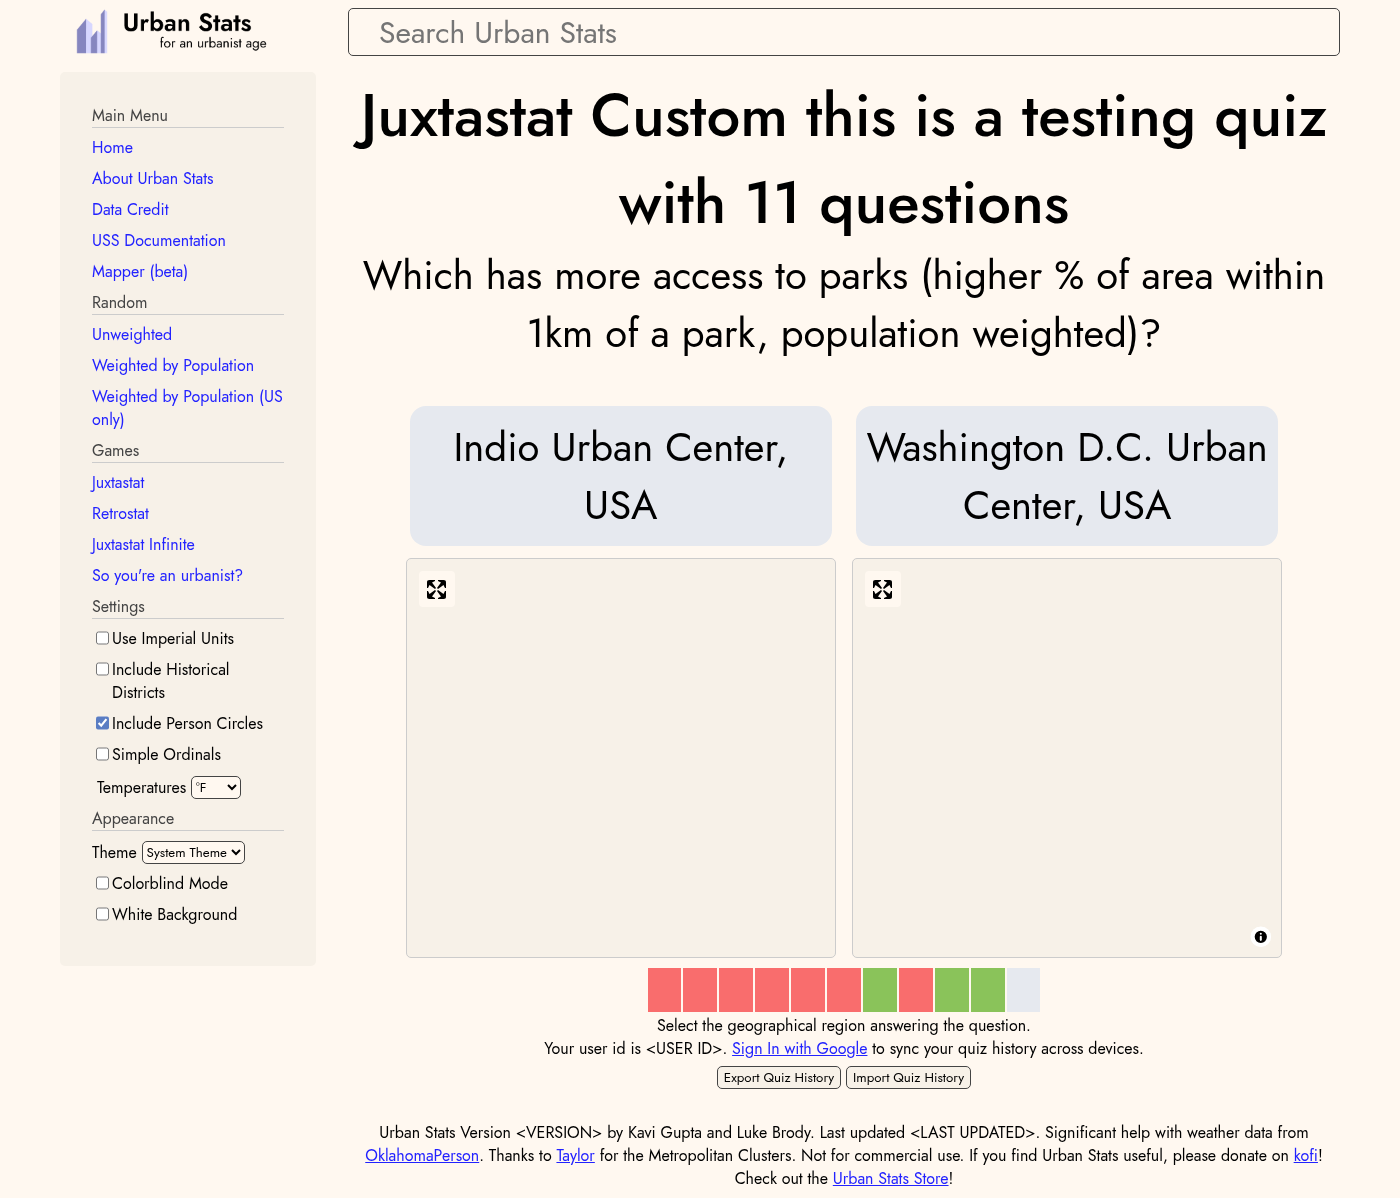 Urban Stats
for an urbanist age
Search Urban Stats
Main Menu
Home
About Urban Stats
Data Credit
USS Documentation
Mapper (beta)
Random
Unweighted
Weighted by Population
Weighted by Population (US
only)
Games
Juxtastat
Retrostat
Juxtastat Infinite
So you're an urbanist?
Settings
Use Imperial Units
Include Historical
Districts
Include Person Circles
Simple Ordinals
Temperatures °F
Appearance
Theme System Theme
Colorblind Mode
White Background
Juxtastat Custom this is a testing quiz
with 11 questions
Which has more access to parks (higher % of area within
1km of a park, population weighted)?
Indio Urban Center,
USA
Washington D.C. Urban
Center, USA
Select the geographical region answering the question.
Your user id is <USER ID>. Sign In with Google to sync your quiz history across devices.
Export Quiz History Import Quiz History
Urban Stats Version <VERSION> by Kavi Gupta and Luke Brody. Last updated <LAST UPDATED>. Significant help with weather data from
OklahomaPerson. Thanks to Taylor for the Metropolitan Clusters. Not for commercial use. If you find Urban Stats useful, please donate on kofi!
Check out the Urban Stats Store!